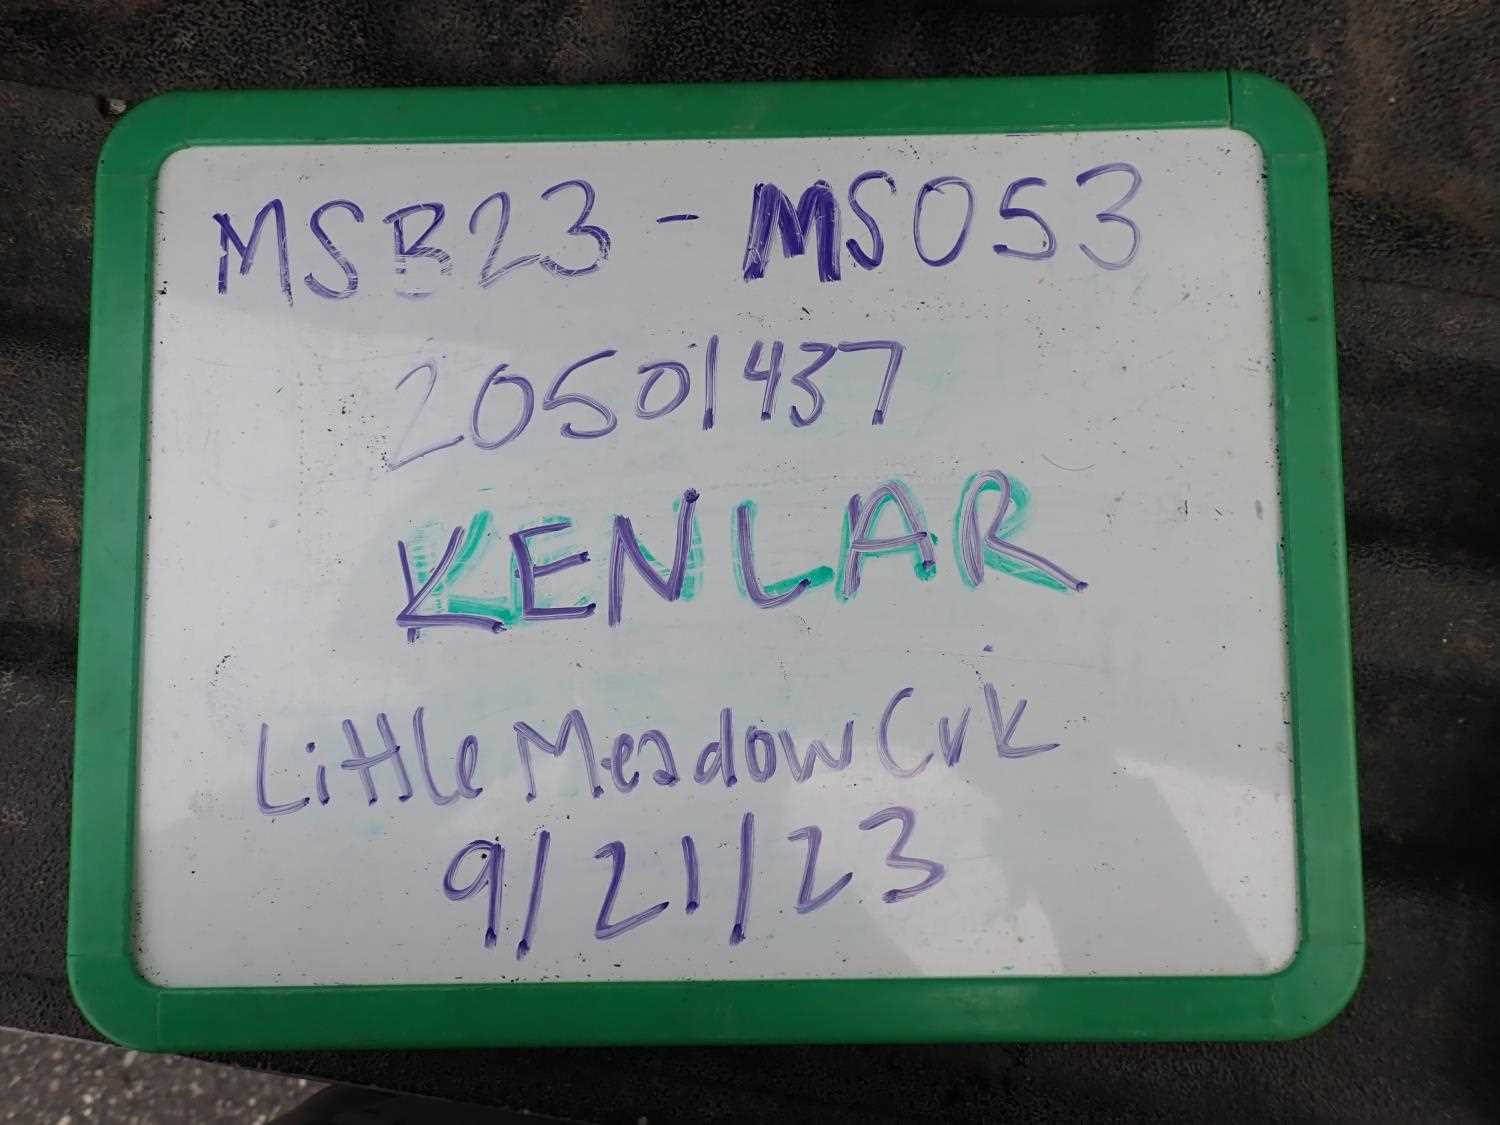 MSB23 - MS053
20501437
KENLAR
Little Meadow Crk
9/21/23